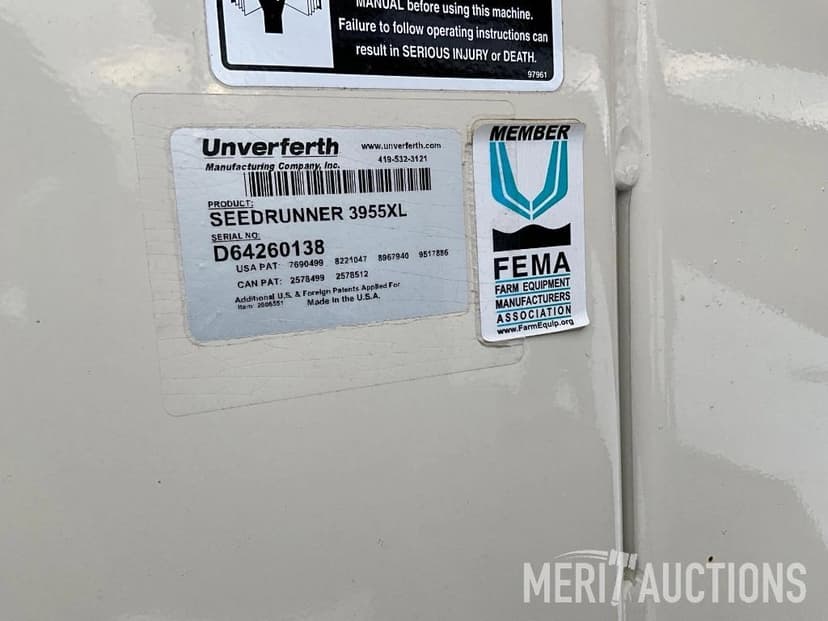 MANUAL before using this machine.
Failure to follow operating instructions can
result in SERIOUS INJURY or DEATH.
97961
Unverferth
Manufacturing Company, Inc.
www.unverferth.com
419-532-3121
PRODUCT:
SEEDRUNNER 3955XL
SERIAL NO:
D64260138
USA PAT: 7690499 8221047 8967940 9517886
CAN PAT: 2578499 2578512
Additional U.S. & Foreign Patents Applied For
Item: 2005551 Made in the U.S.A.
MEMBER
FEMA
FARM EQUIPMENT
MANUFACTURERS
ASSOCIATION
www.FarmEquip.org
MERIT AUCTIONS